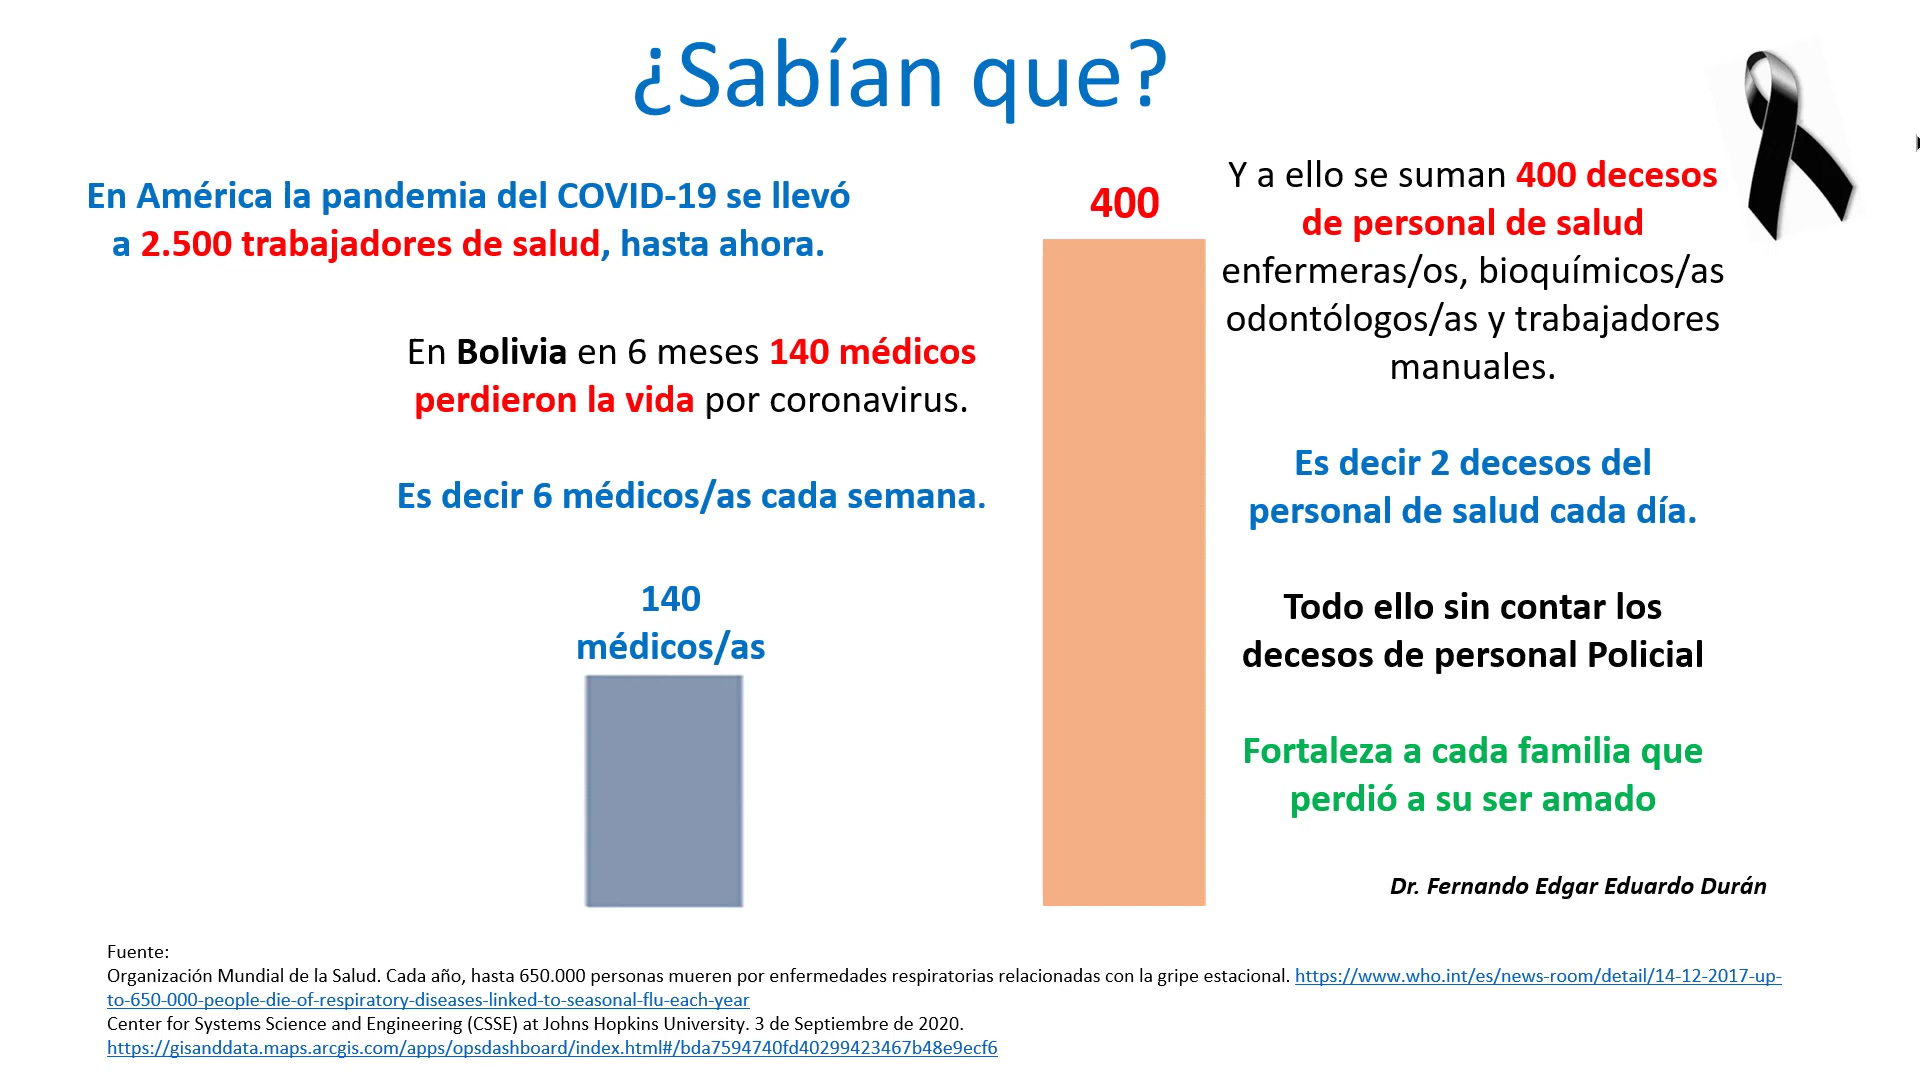 ¿Sabían que?
En América la pandemia del COVID-19 se llevó
a 2.500 trabajadores de salud, hasta ahora.
En Bolivia en 6 meses 140 médicos
perdieron la vida por coronavirus.
Es decir 6 médicos/as cada semana.
140
médicos/as
400
Y a ello se suman 400 decesos
de personal de salud
enfermeras/os, bioquímicos/as
odontólogos/as y trabajadores
manuales.
Es decir 2 decesos del
personal de salud cada día.
Todo ello sin contar los
decesos de personal Policial
Fortaleza a cada familia que
perdió a su ser amado
Dr. Fernando Edgar Eduardo Durán
Fuente:
Organización Mundial de la Salud. Cada año, hasta 650.000 personas mueren por enfermedades respiratorias relacionadas con la gripe estacional. https://www.who.int/es/news-room/detail/14-12-2017-up-
to-650-000-people-die-of-respiratory-diseases-linked-to-seasonal-flu-each-year
Center for Systems Science and Engineering (CSSE) at Johns Hopkins University. 3 de Septiembre de 2020.
https://gisanddata.maps.arcgis.com/apps/opsdashboard/index.html#/bda7594740fd40299423467b48e9ecf6